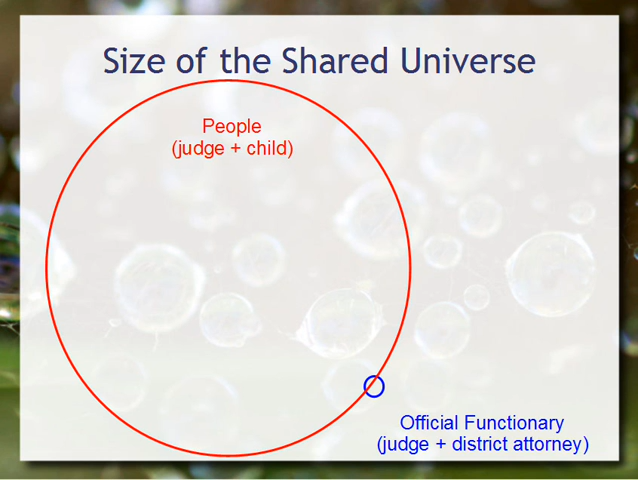 Size of the Shared Universe
People
(judge + child)
Official Functionary
(judge + district attorney)